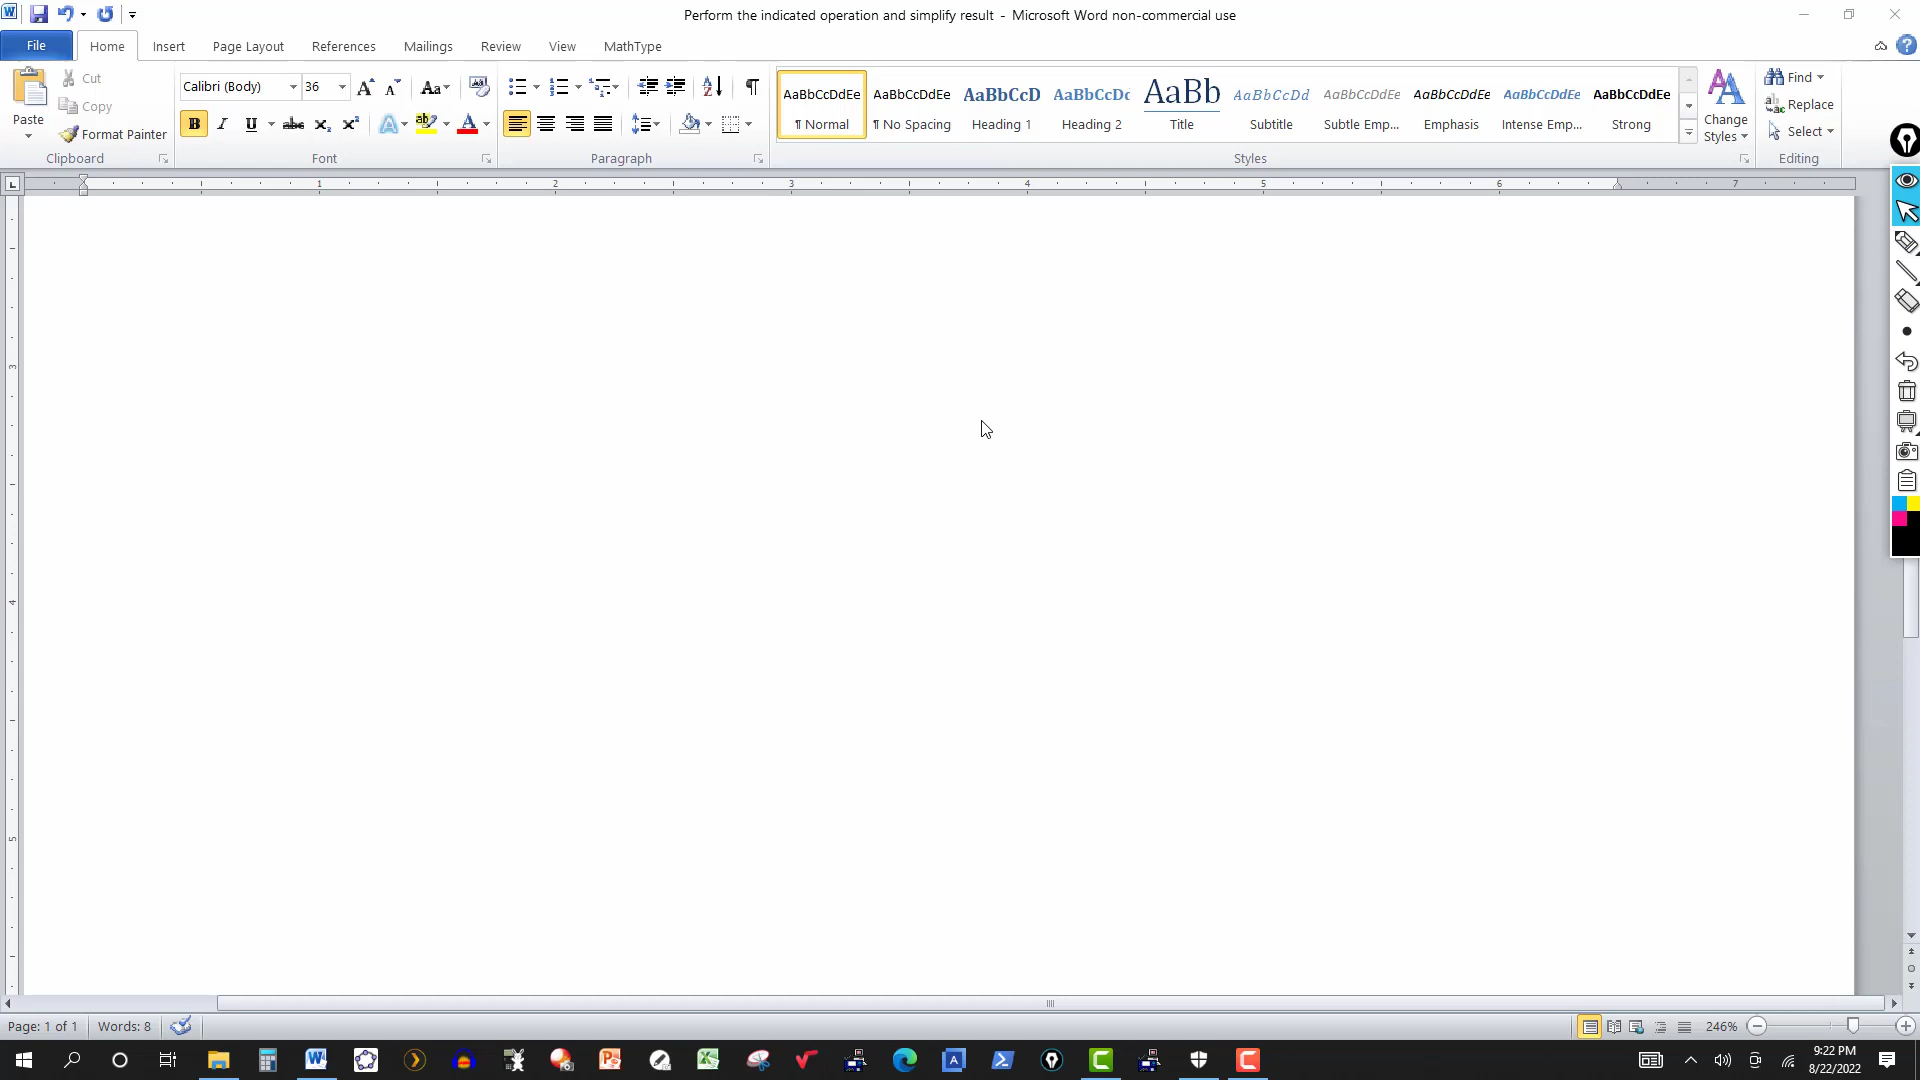 Perform the indicated operation and simplify result - Microsoft Word non-commercial use
File Home Insert Page Layout References Mailings Review View MathType
Paste
Cut
Copy
Format Painter
Clipboard
Calibri (Body) 36
Font
Paragraph
AaBbCcDdEe AaBbCcDdEe AaBbCcD AaBbCcDc AaBb AaBbCcDd AaBbCcDdEe AaBbCcDdEe AaBbCcDdEe AaBbCcDdEe
¶ Normal ¶ No Spacing Heading 1 Heading 2 Title Subtitle Subtle Emp... Emphasis Intense Emp... Strong
Styles
Change Styles
Find
Replace
Select
Editing
1 2 3 4 5 6 7
3
4
5
Page: 1 of 1 Words: 8 246%
9:22 PM
8/22/2022